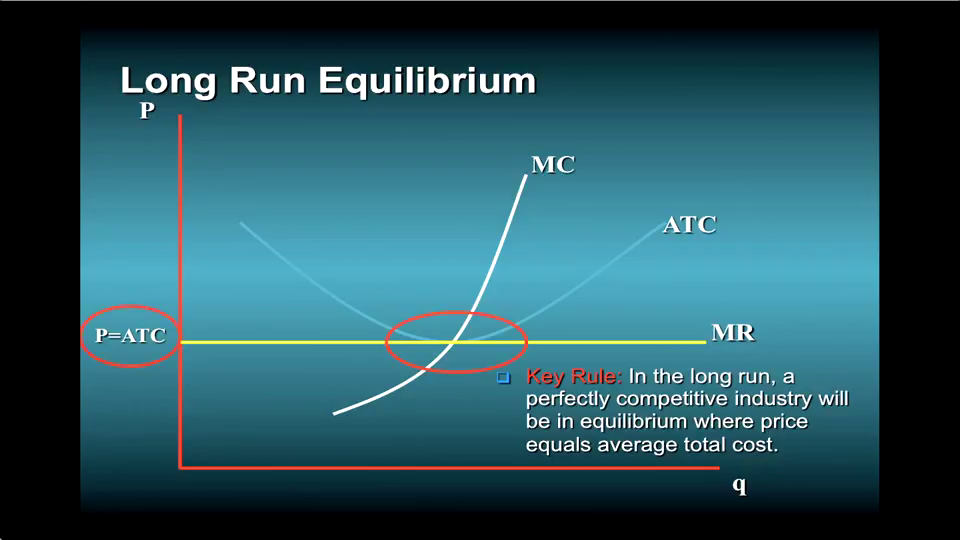 Long Run Equilibrium
P
MC
ATC
P=ATC
MR
Key Rule: In the long run, a
perfectly competitive industry will
be in equilibrium where price
equals average total cost.
q